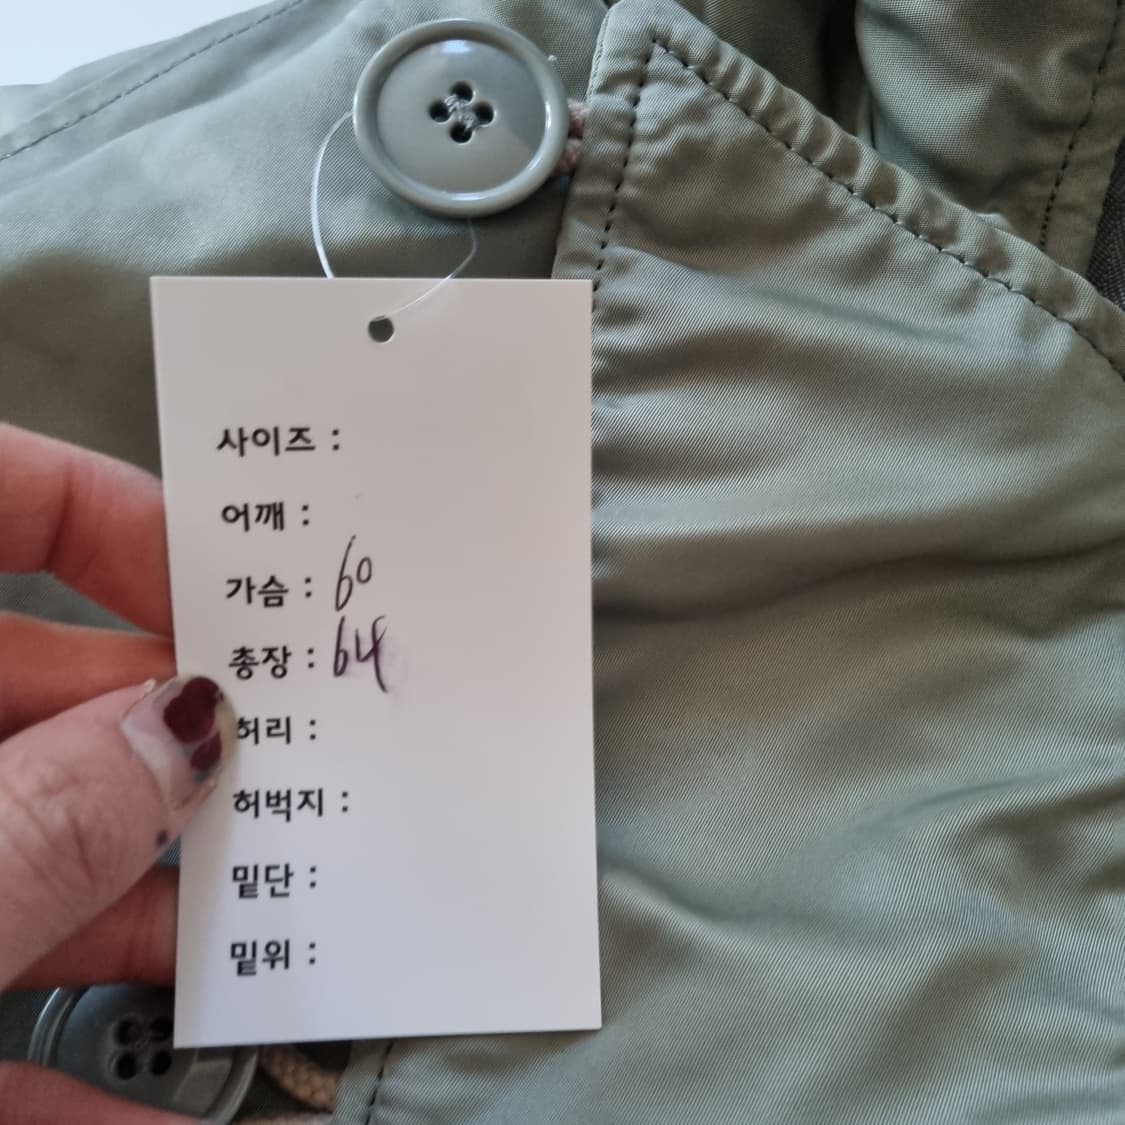 사이즈 :
어깨 :
가슴 : 60
총장 : 64
허리 :
허벅지 :
밑단 :
밑위 :